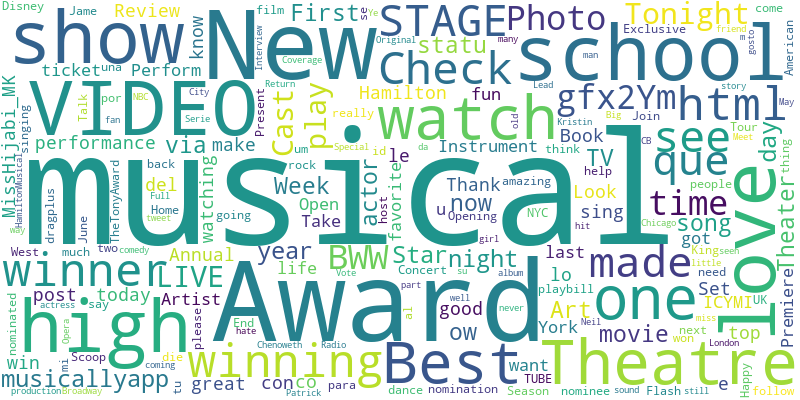 musical
Award
New
school
show
VIDEO
watch
love
high
Theatre
winning
Best
winner
one
made
STAGE
Check
Photo
Tonight
First
Review
Disney
Jame
film
se
Ye
statu
Exclusive
friend
come
many
m
gosto
American
Interview
Original
man
Coverage
know
ticket
una
Perform
NBC
City
Return
Lead
story
May
Talk
por
Serie
fan
Present
Cast
play
Hamilton
really
fun
gfx2Ym
html
Join
Big
Tour
Meet
Kristin
CB
Book
old
MissHijabi_MK
HamiltonMusical
singing
performance
via
make
Special
da
Instrument
think
TV
see
day
thing
um
id
le
Week
rock
actor
favorite
help
que
people
Theater
del
back
Full
Home
tweet
dragplus
June
TheTonyAward
watching
going
Open
Take
host
Thank
amazing
now
u
Opening
NYC
sing
Look
hit
Chicago
time
song
got
way
West
much
two
comedy
year
BWW
Star
night
girl
last
King
seen
need
little
LIVE
Annual
life
Vote
Concert
su
album
lo
playbill
Set
ICYMI
UK
miss
Premiere
nominated
post
today
actress
say
Artist
please
part
al
well
good
never
ow
York
Art
Neil
movie
next
won
London
top
Happy
win
Scoop
Opera
mi
die
End
hate
Chenoweth
Radio
want
TUBE
nominee
e
follow
musicallyapp
tu
coming
great
con
co
para
dance
nomination
Season
Flash
sound
still
production
Broadway
Patrick